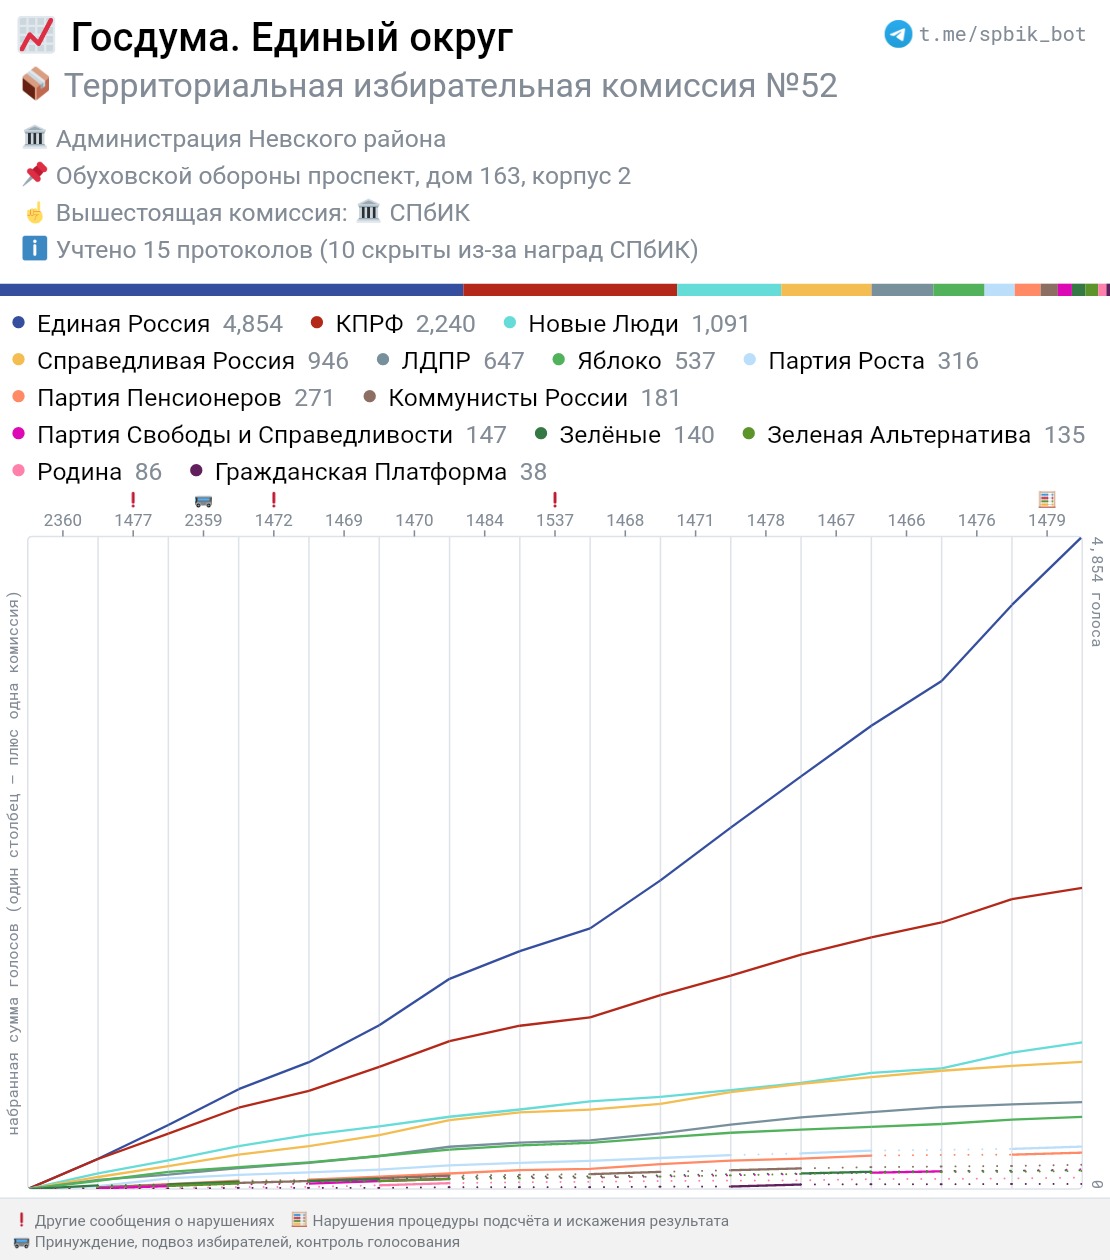 Госдума. Единый округ
t.me/spbik_bot
Территориальная избирательная комиссия №52
Администрация Невского района
Обуховской обороны проспект, дом 163, корпус 2
Вышестоящая комиссия: СПбИК
Учтено 15 протоколов (10 скрыты из-за наград СПбИК)
Единая Россия 4,854 КПРФ 2,240 Новые Люди 1,091
Справедливая Россия 946 ЛДПР 647 Яблоко 537 Партия Роста 316
Партия Пенсионеров 271 Коммунисты России 181
Партия Свободы и Справедливости 147 Зелёные 140 Зеленая Альтернатива 135
Родина 86 Гражданская Платформа 38
2360 1477 2359 1472 1469 1470 1484 1537 1468 1471 1478 1467 1466 1476 1479
набранная сумма голосов (один столбец – плюс одна комиссия)
4,854 голоса
0
Другие сообщения о нарушениях Нарушения процедуры подсчёта и искажения результата
Принуждение, подвоз избирателей, контроль голосования